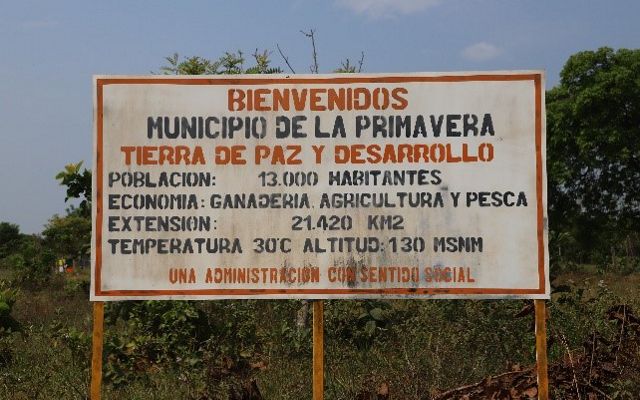 BIENVENIDOS
MUNICIPIO DE LA PRIMAVERA
TIERRA DE PAZ Y DESARROLLO
POBLACION: 13.000 HABITANTES
ECONOMIA: GANADERIA. AGRICULTURA Y PESCA
EXTENSION: 21.420 KM2
TEMPERATURA 30°C ALTITUD: 130 MSNM
UNA ADMINISTRACION CON SENTIDO SOCIAL